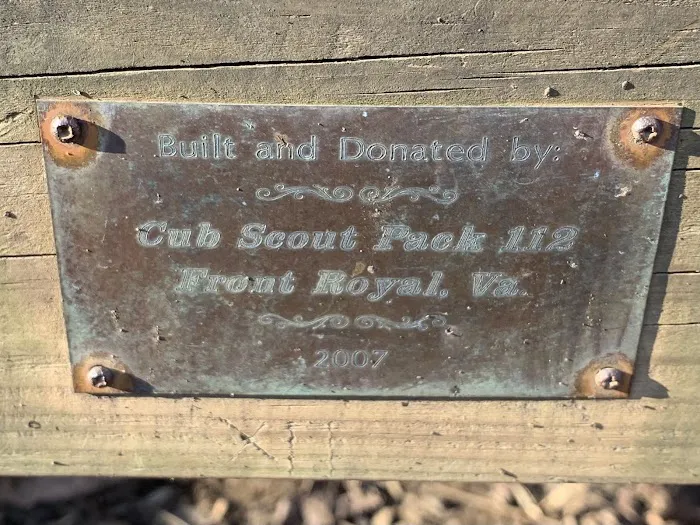 Built and Donated by:
Cub Scout Pack 112
Front Royal, Va.
2007